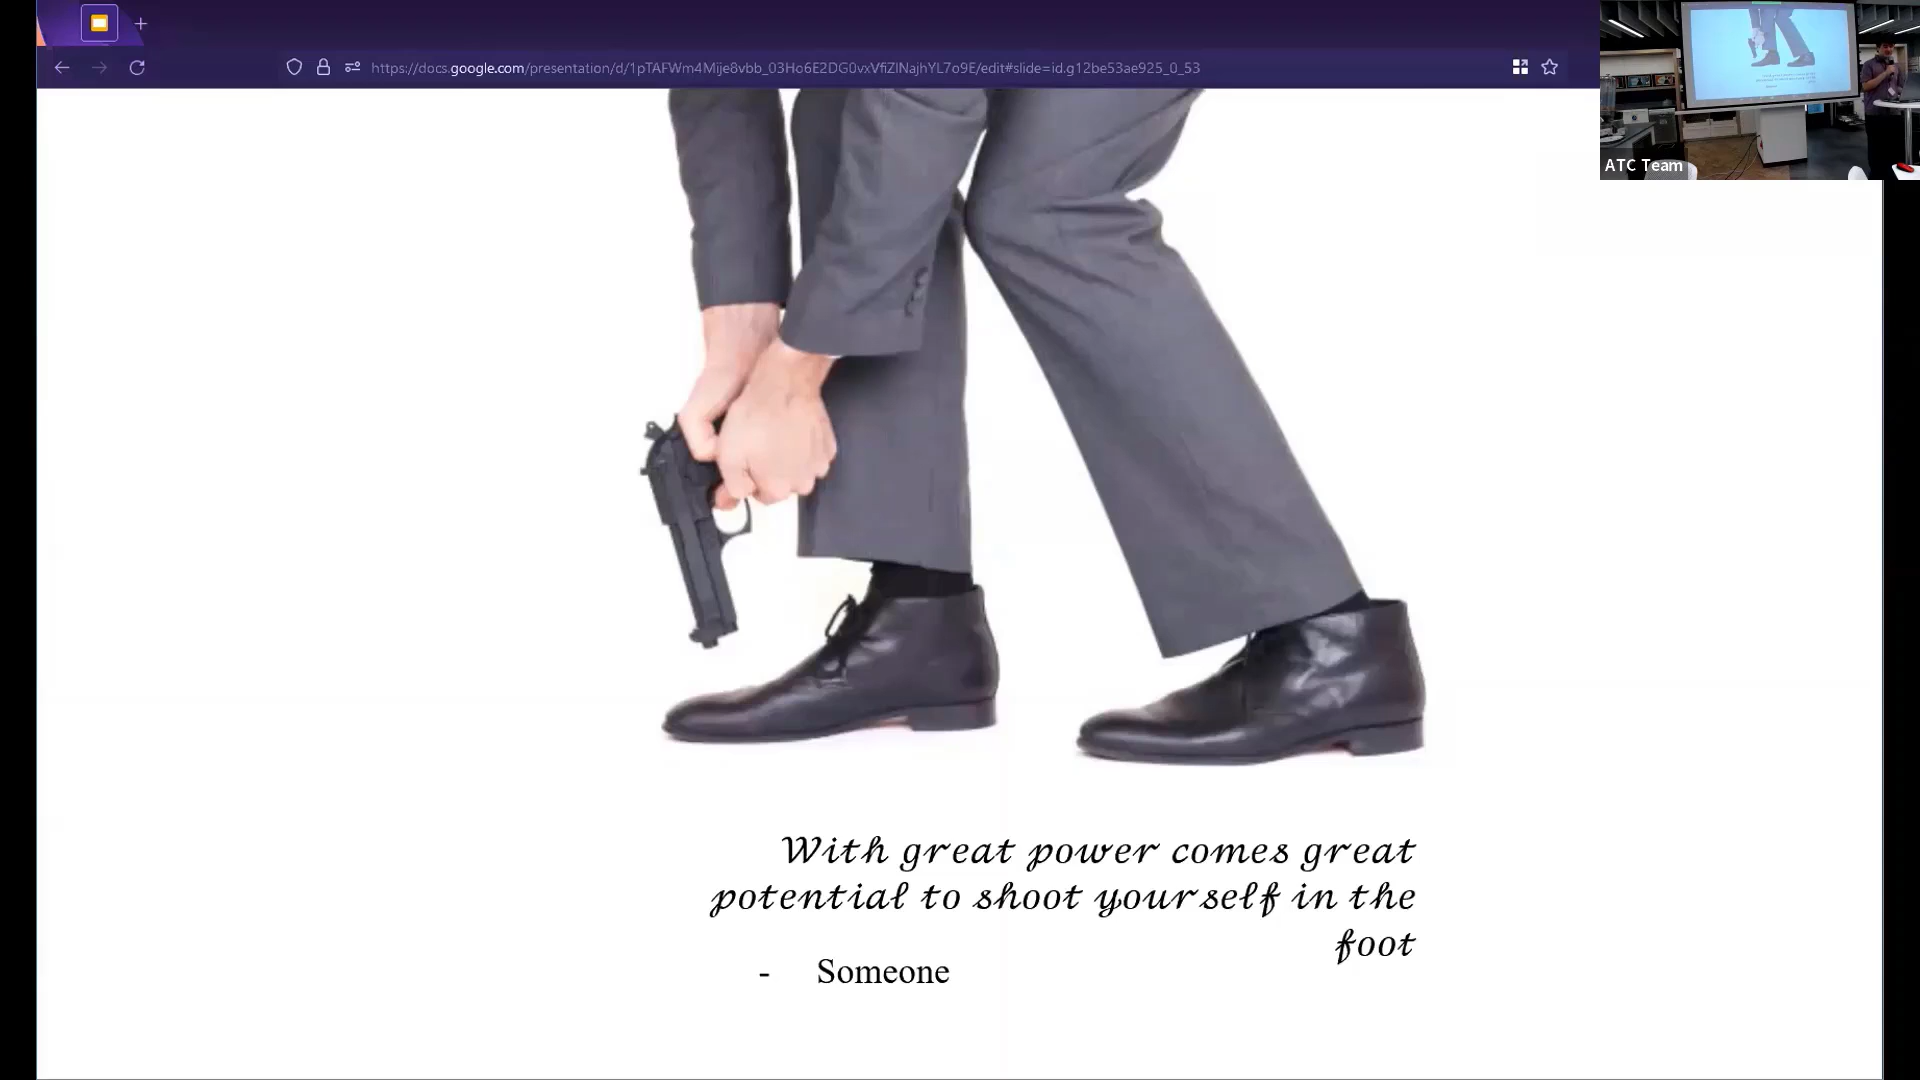 https://docs.google.com/presentation/d/1pTAFWm4Mije8vbb_03Ho6E2DG0vxVfiZlNajhYL7o9E/edit#slide=id.g12be53ae925_0_53
ATC Team
With great power comes great
potential to shoot yourself in the
foot
- Someone